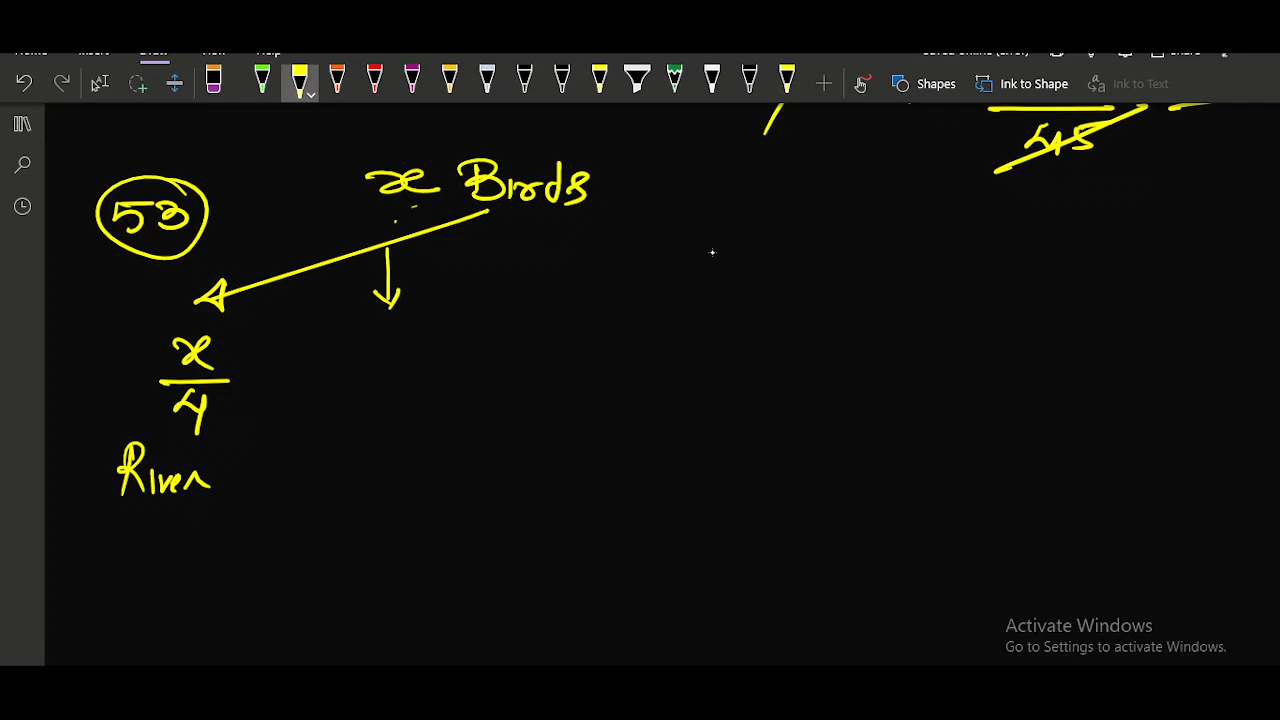 Shapes
Ink to Shape
Ink to Text
45
53
x Birds
x
4
River
Activate Windows
Go to Settings to activate Windows.